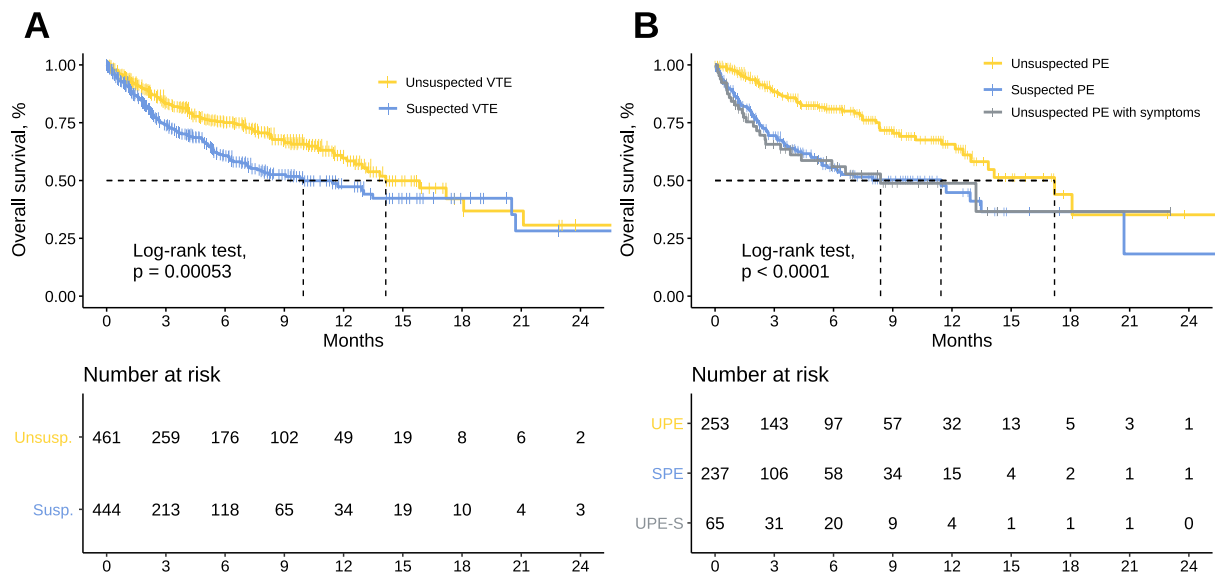 A
Overall survival, %
1.00
0.75
0.50
0.25
0.00
Unsuspected VTE
Suspected VTE
Log-rank test,
p = 0.00053
0 3 6 9 12 15 18 21 24
Months
Number at risk
Unsusp. 461 259 176 102 49 19 8 6 2
Susp. 444 213 118 65 34 19 10 4 3
0 3 6 9 12 15 18 21 24
B
Overall survival, %
1.00
0.75
0.50
0.25
0.00
Unsuspected PE
Suspected PE
Unsuspected PE with symptoms
Log-rank test,
p < 0.0001
0 3 6 9 12 15 18 21 24
Months
Number at risk
UPE 253 143 97 57 32 13 5 3 1
SPE 237 106 58 34 15 4 2 1 1
UPE-S 65 31 20 9 4 1 1 1 0
0 3 6 9 12 15 18 21 24